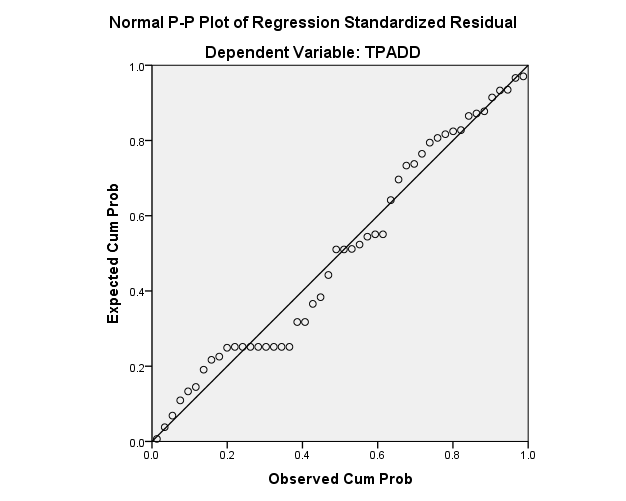 Normal P-P Plot of Regression Standardized Residual
Dependent Variable: TPADD
1.0
0.8
0.6
0.4
0.2
0.0
Expected Cum Prob
0.0 0.2 0.4 0.6 0.8 1.0
Observed Cum Prob